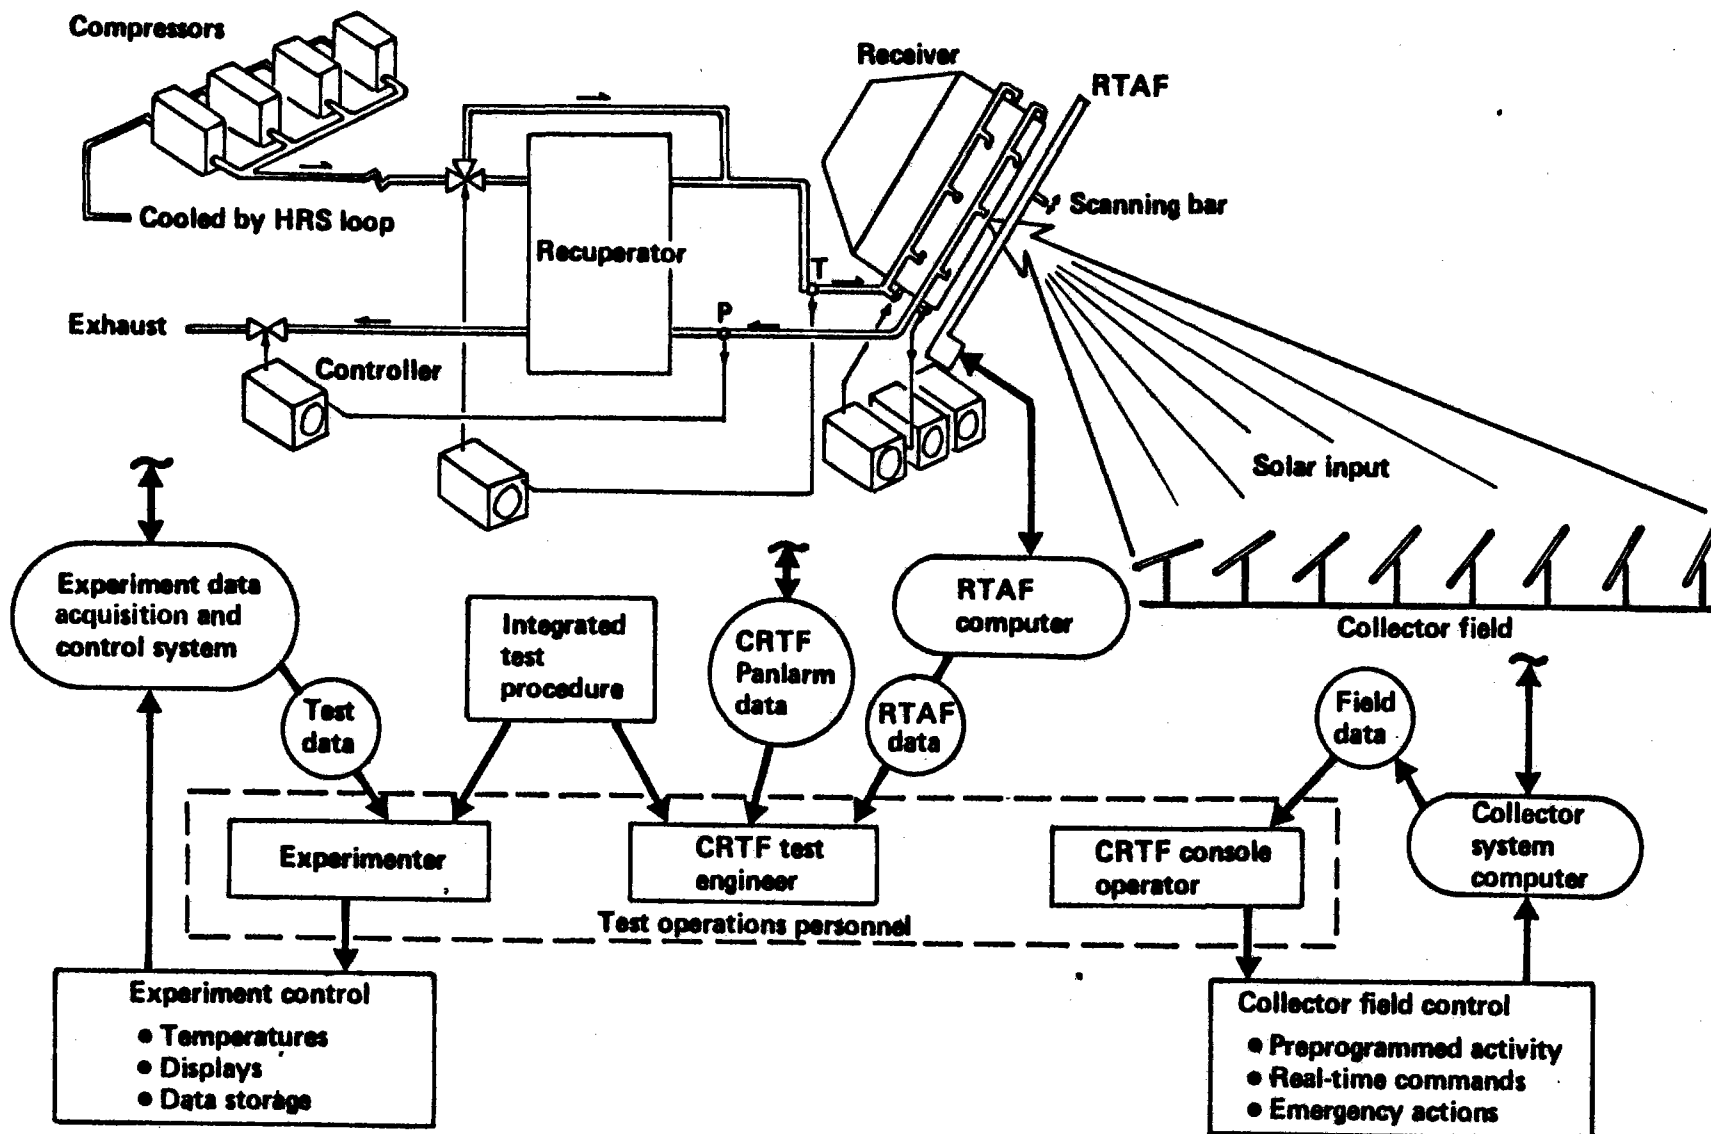 Compressors
Receiver
RTAF
Cooled by HRS loop
Scanning bar
Recuperator
T
P
Exhaust
Controller
Solar input
Experiment data
acquisition and
control system
Integrated
test
procedure
CRTF
Panlarm
data
RTAF
computer
Collector field
Test
data
RTAF
data
Field
data
Experimenter
CRTF test
engineer
CRTF console
operator
Collector
system
computer
Test operations personnel
Experiment control
● Temperatures
● Displays
● Data storage
Collector field control
● Preprogrammed activity
● Real-time commands
● Emergency actions